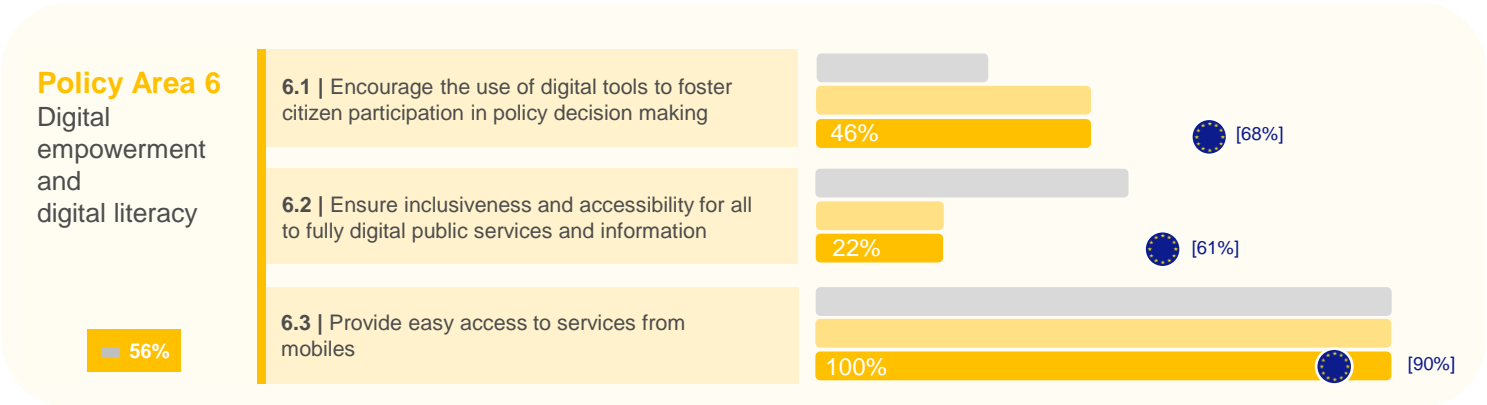 Policy Area 6
Digital
empowerment
and
digital literacy
56%
6.1 | Encourage the use of digital tools to foster
citizen participation in policy decision making
46%
[68%]
6.2 | Ensure inclusiveness and accessibility for all
to fully digital public services and information
22%
[61%]
6.3 | Provide easy access to services from
mobiles
100%
[90%]